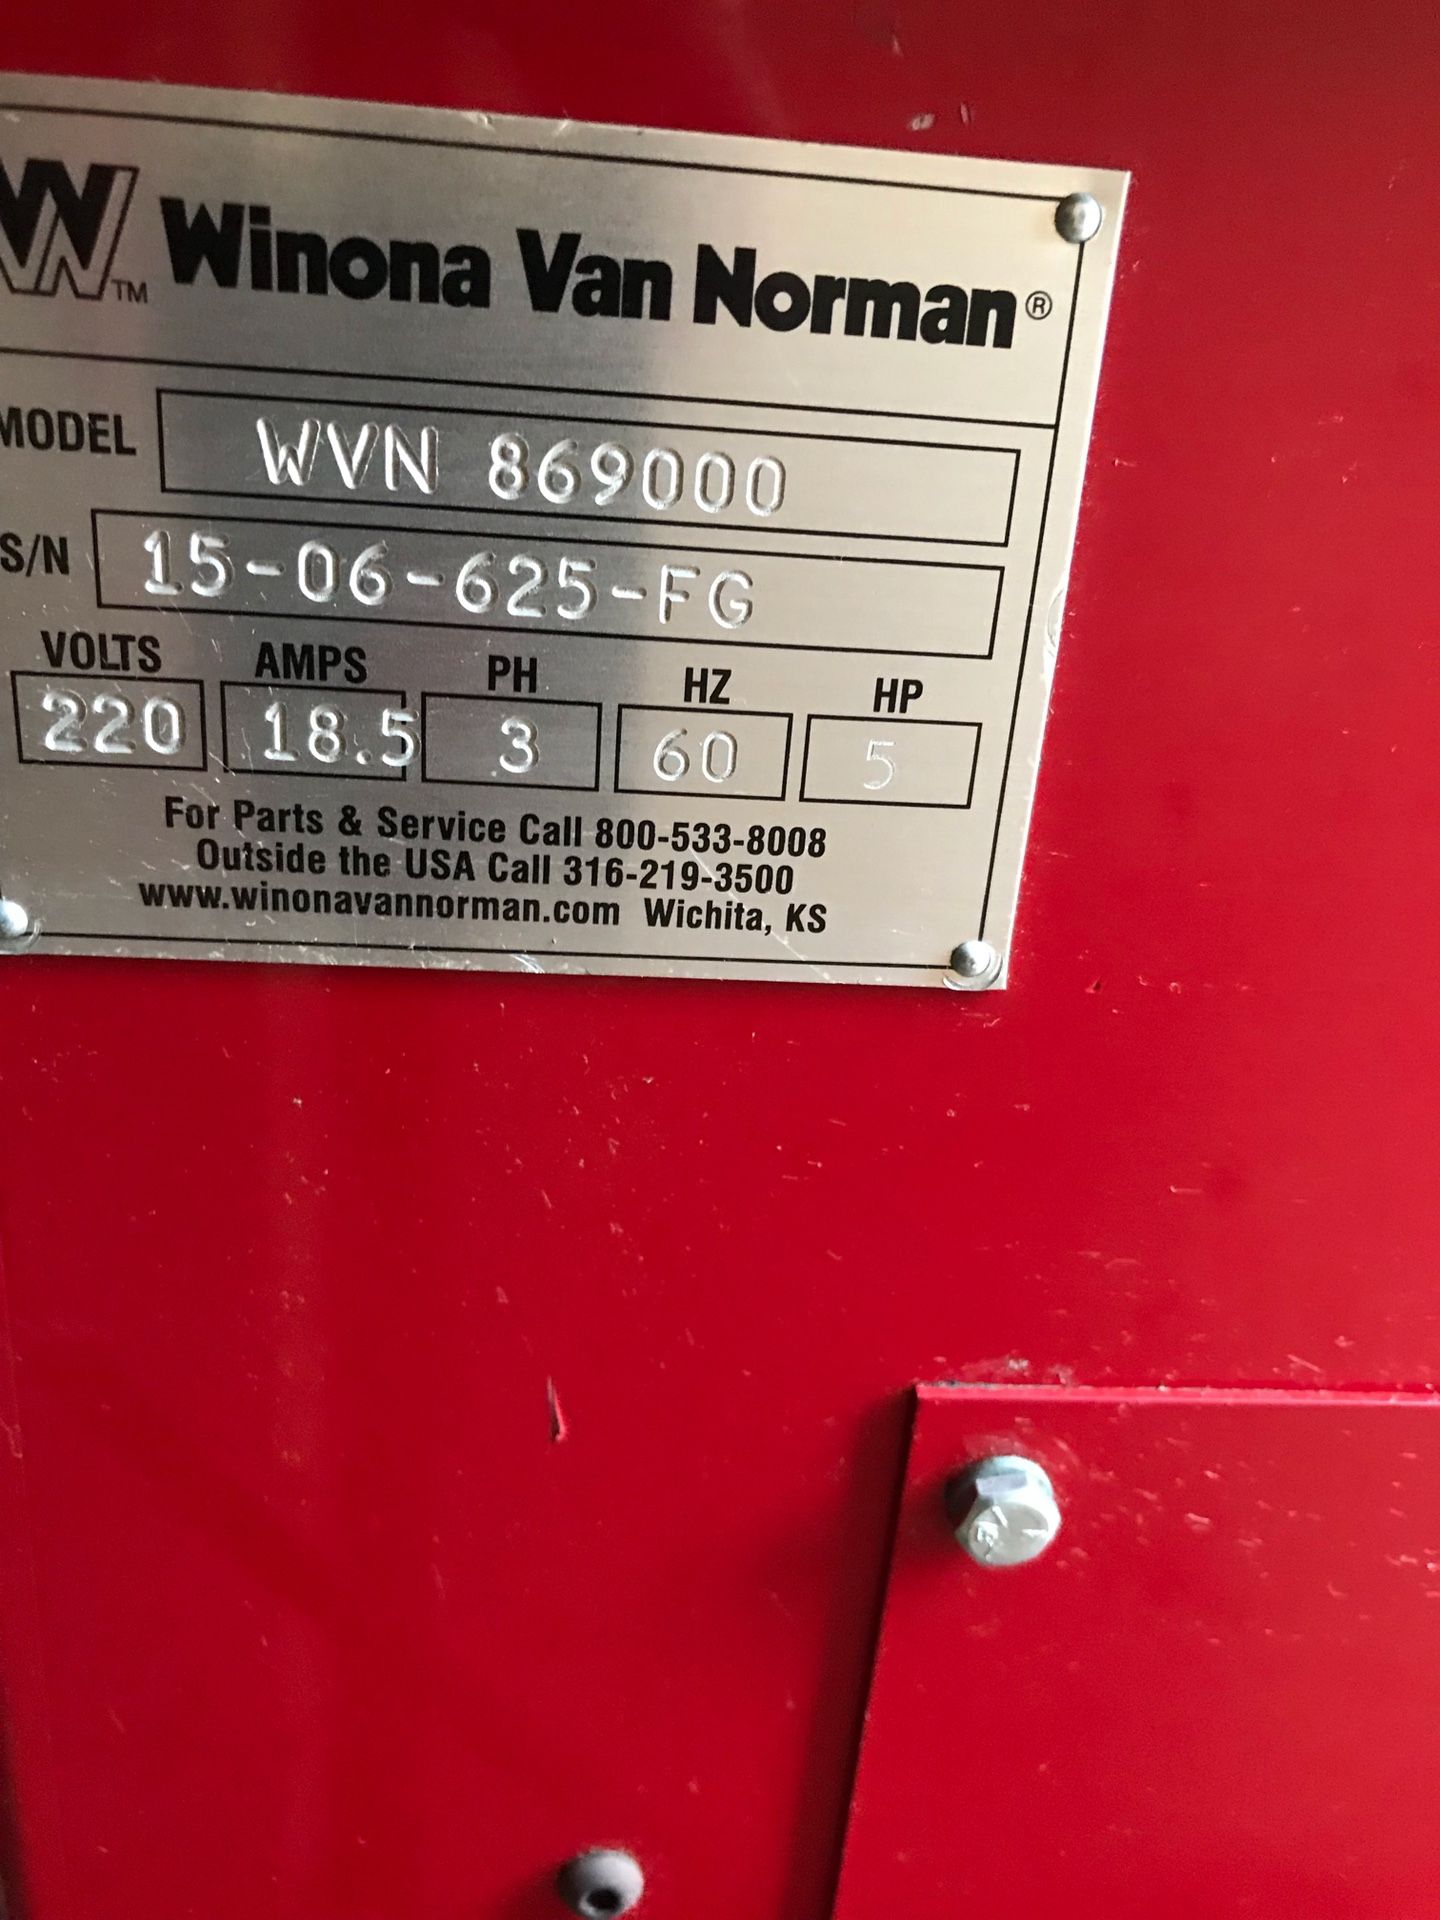 W™ Winona Van Norman®
MODEL WVN 869000
S/N 15-06-625-FG
VOLTS AMPS PH HZ HP
220 18.5 3 60 5
For Parts & Service Call 800-533-8008
Outside the USA Call 316-219-3500
www.winonavannorman.com Wichita, KS